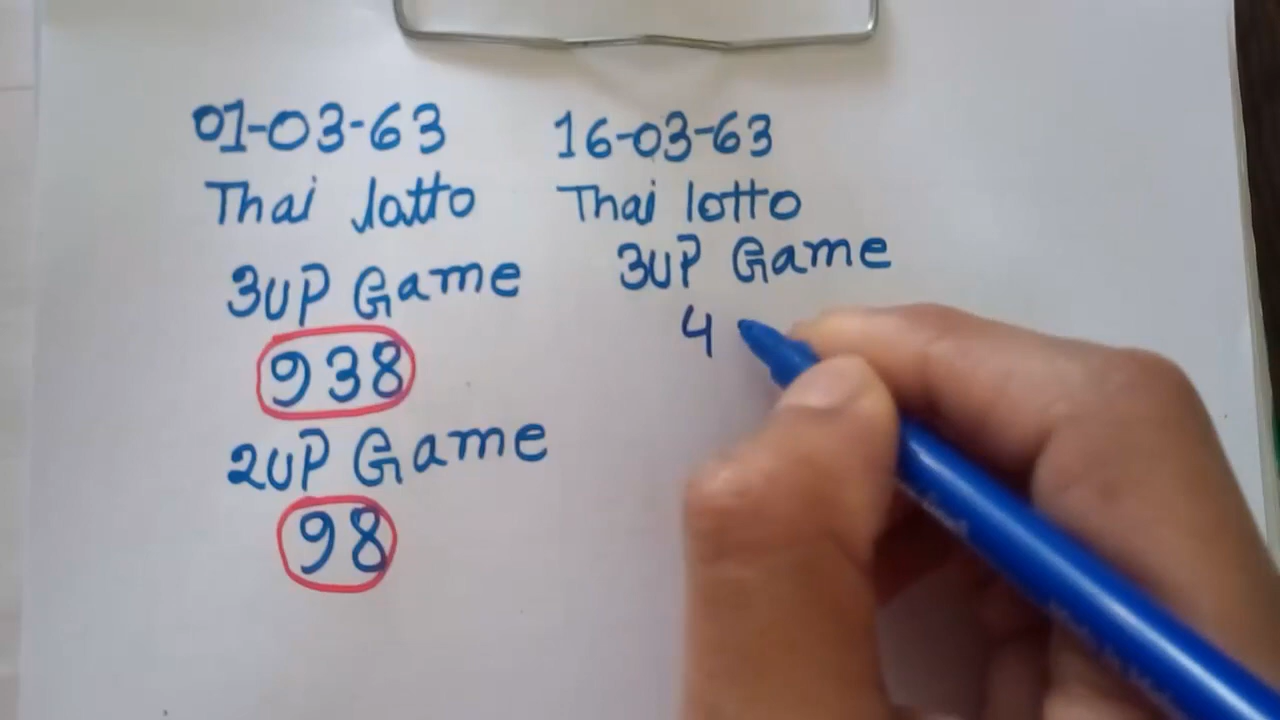 01-03-63
Thai lotto
3UP Game
938
2UP Game
98
16-03-63
Thai lotto
3UP Game
4